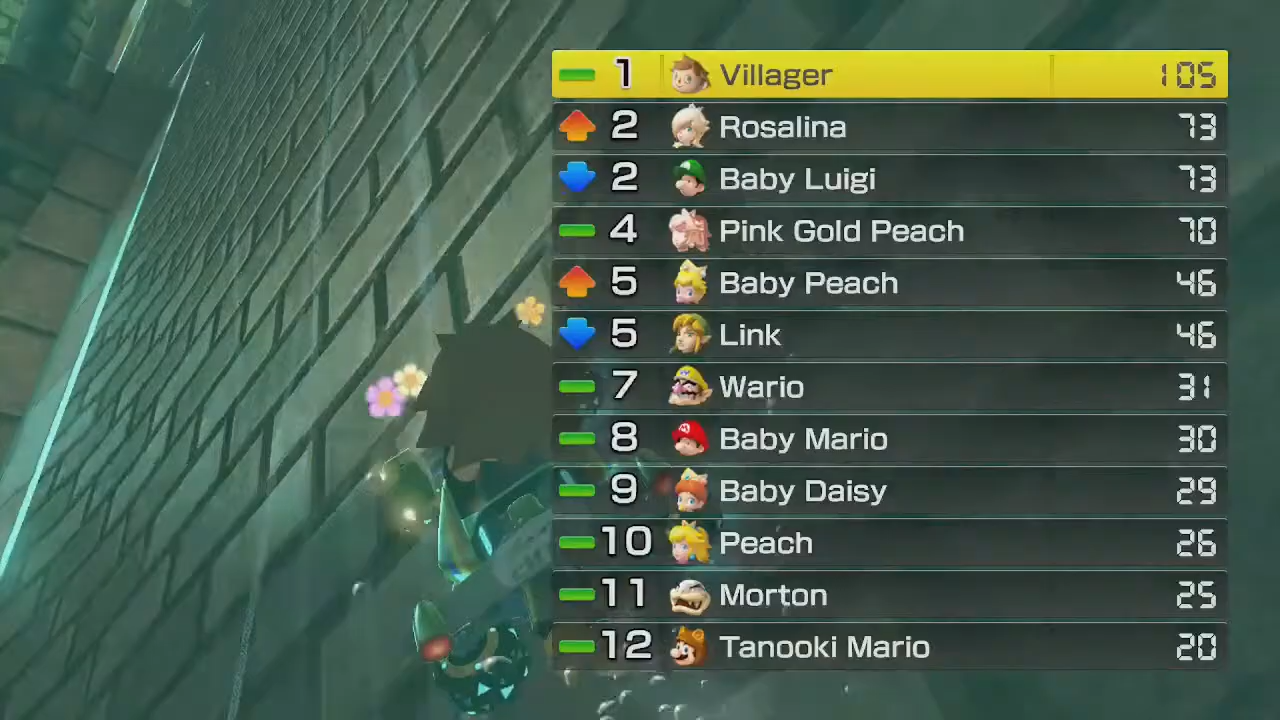 1 Villager 105
2 Rosalina 73
2 Baby Luigi 73
4 Pink Gold Peach 70
5 Baby Peach 46
5 Link 46
7 Wario 31
8 Baby Mario 30
9 Baby Daisy 29
10 Peach 26
11 Morton 25
12 Tanooki Mario 20